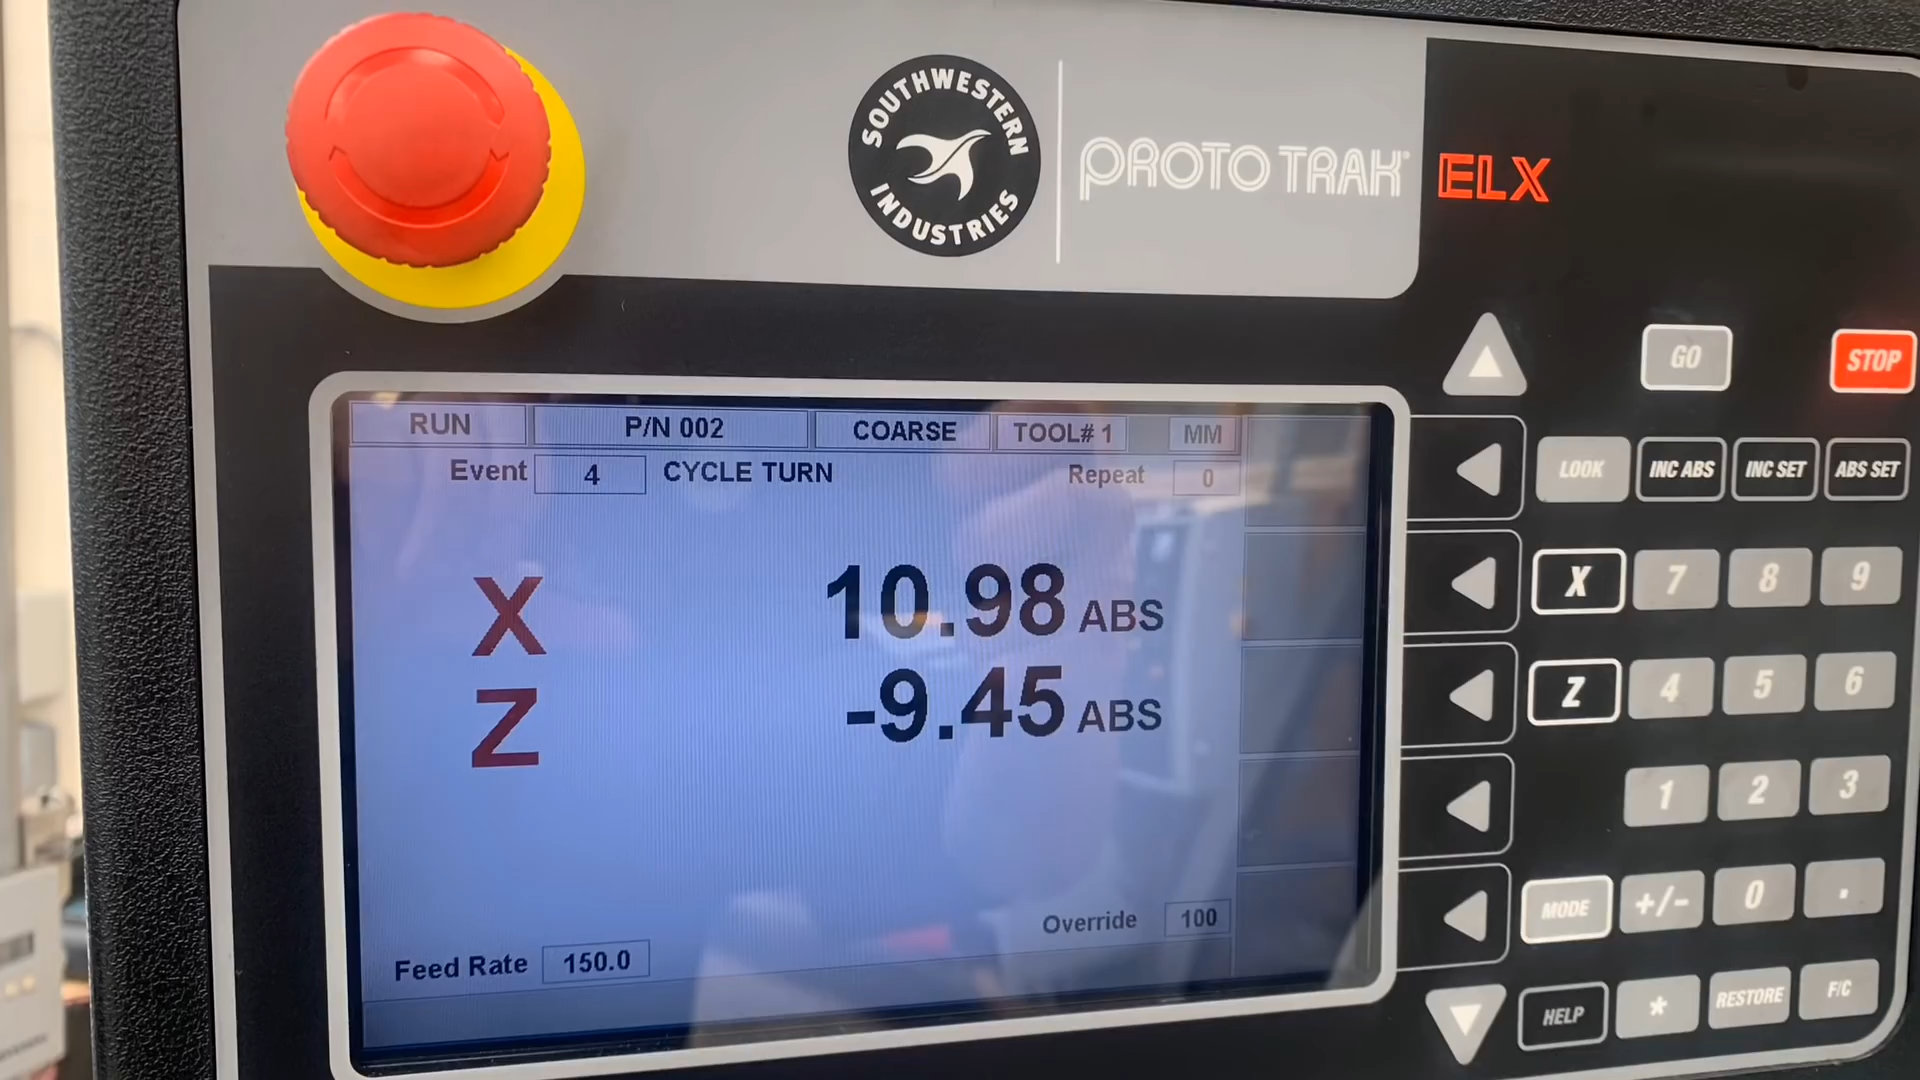 SOUTHWESTERN INDUSTRIES
PROTO TRAK® ELX
GO STOP
RUN P/N 002 COARSE TOOL# 1 MM
Event 4 CYCLE TURN Repeat 0
LOOK INC ABS INC SET ABS SET
X 10.98 ABS
X 7 8 9
Z -9.45 ABS
Z 4 5 6
1 2 3
Override 100
MODE +/- 0 .
Feed Rate 150.0
HELP * RESTORE F/C